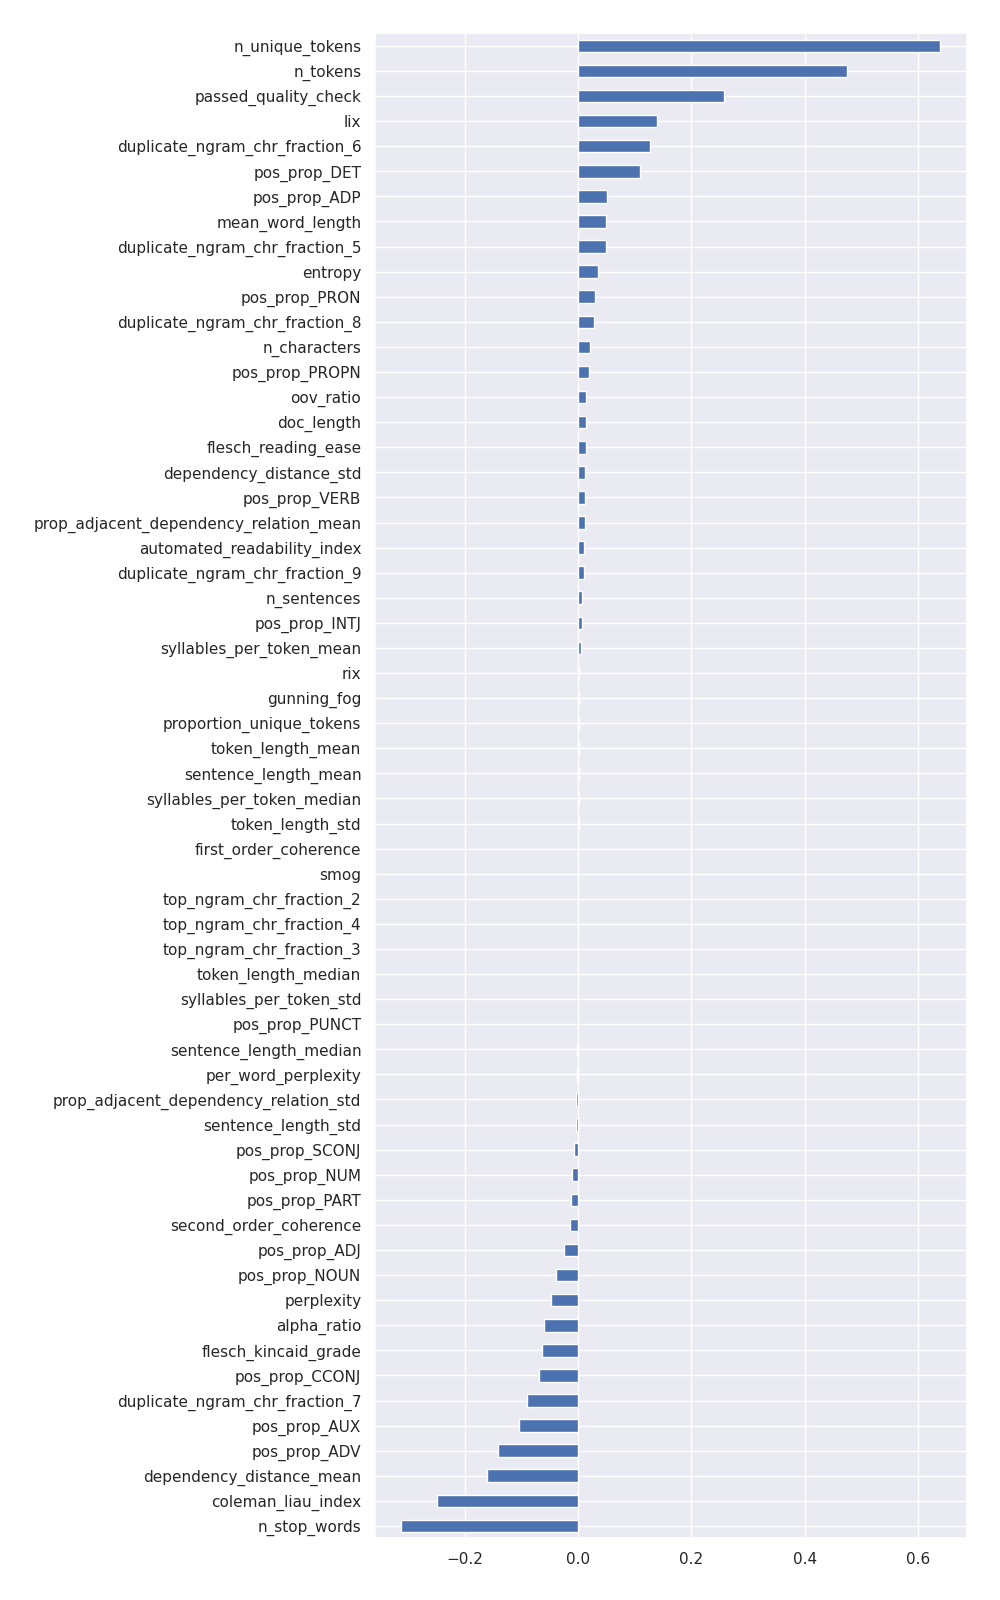 n_unique_tokens
n_tokens
passed_quality_check
lix
duplicate_ngram_chr_fraction_6
pos_prop_DET
pos_prop_ADP
mean_word_length
duplicate_ngram_chr_fraction_5
entropy
pos_prop_PRON
duplicate_ngram_chr_fraction_8
n_characters
pos_prop_PROPN
oov_ratio
doc_length
flesch_reading_ease
dependency_distance_std
pos_prop_VERB
prop_adjacent_dependency_relation_mean
automated_readability_index
duplicate_ngram_chr_fraction_9
n_sentences
pos_prop_INTJ
syllables_per_token_mean
rix
gunning_fog
proportion_unique_tokens
token_length_mean
sentence_length_mean
syllables_per_token_median
token_length_std
first_order_coherence
smog
top_ngram_chr_fraction_2
top_ngram_chr_fraction_4
top_ngram_chr_fraction_3
token_length_median
syllables_per_token_std
pos_prop_PUNCT
sentence_length_median
per_word_perplexity
prop_adjacent_dependency_relation_std
sentence_length_std
pos_prop_SCONJ
pos_prop_NUM
pos_prop_PART
second_order_coherence
pos_prop_ADJ
pos_prop_NOUN
perplexity
alpha_ratio
flesch_kincaid_grade
pos_prop_CCONJ
duplicate_ngram_chr_fraction_7
pos_prop_AUX
pos_prop_ADV
dependency_distance_mean
coleman_liau_index
n_stop_words
−0.2 0.0 0.2 0.4 0.6